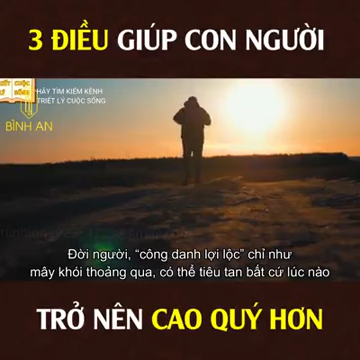 3 ĐIỀU GIÚP CON NGƯỜI
HÃY TÌM KIẾM KÊNH
TRIẾT LÝ CUỘC SỐNG
BÌNH AN
Đời người, “công danh lợi lộc” chỉ như
mây khói thoảng qua, có thể tiêu tan bất cứ lúc nào
TRỞ NÊN CAO QUÝ HƠN